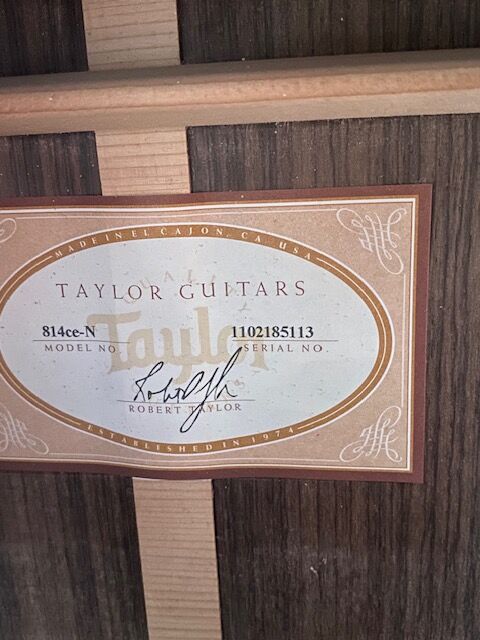 MADE IN EL CAJON, CA, USA
QUALITY
TAYLOR GUITARS
Taylor
814ce-N 1102185113
MODEL NO. SERIAL NO.
ROBERT TAYLOR
ESTABLISHED IN 1974